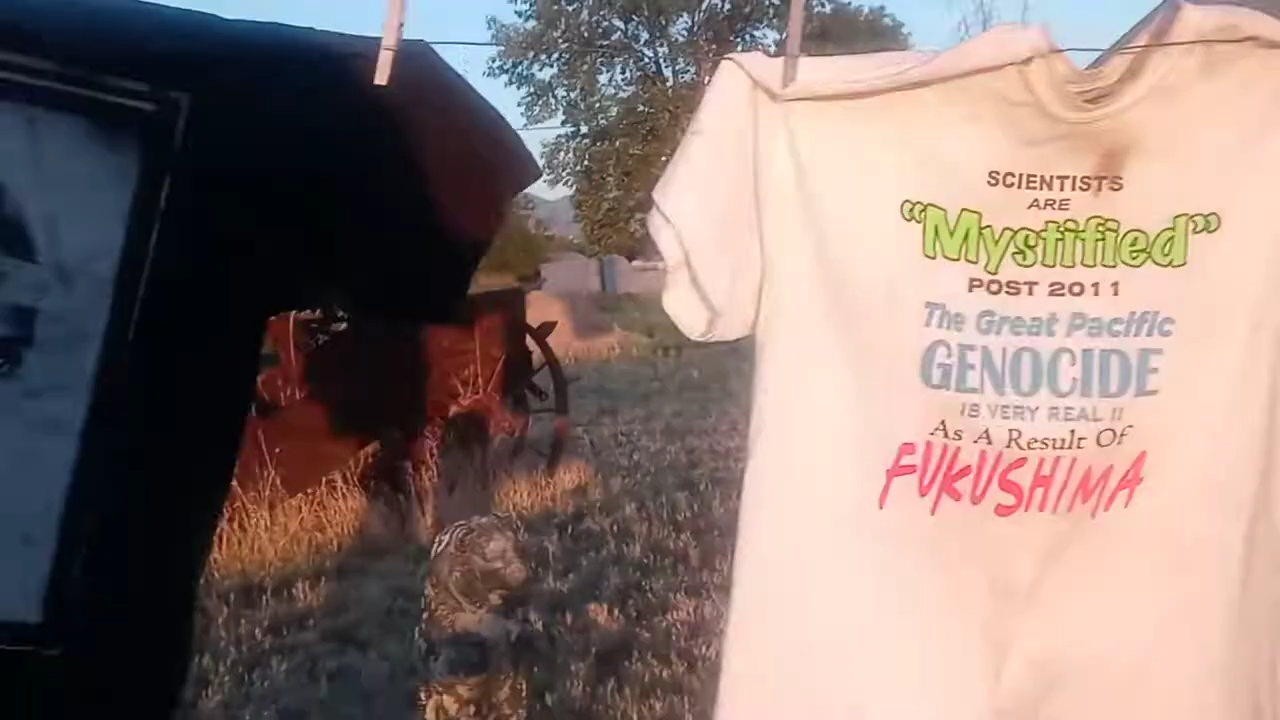 SCIENTISTS
ARE
“Mystified”
POST 2011
The Great Pacific
GENOCIDE
IS VERY REAL !!
As A Result Of
FUKUSHIMA